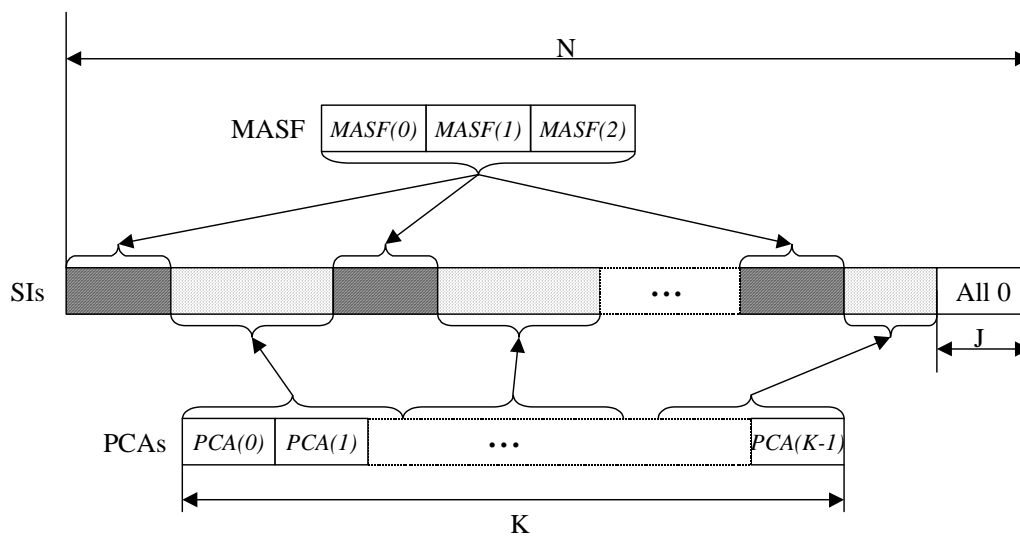 N
MASF MASF(0) MASF(1) MASF(2)
SIs ... All 0
J
PCAs PCA(0) PCA(1) ... PCA(K-1)
K